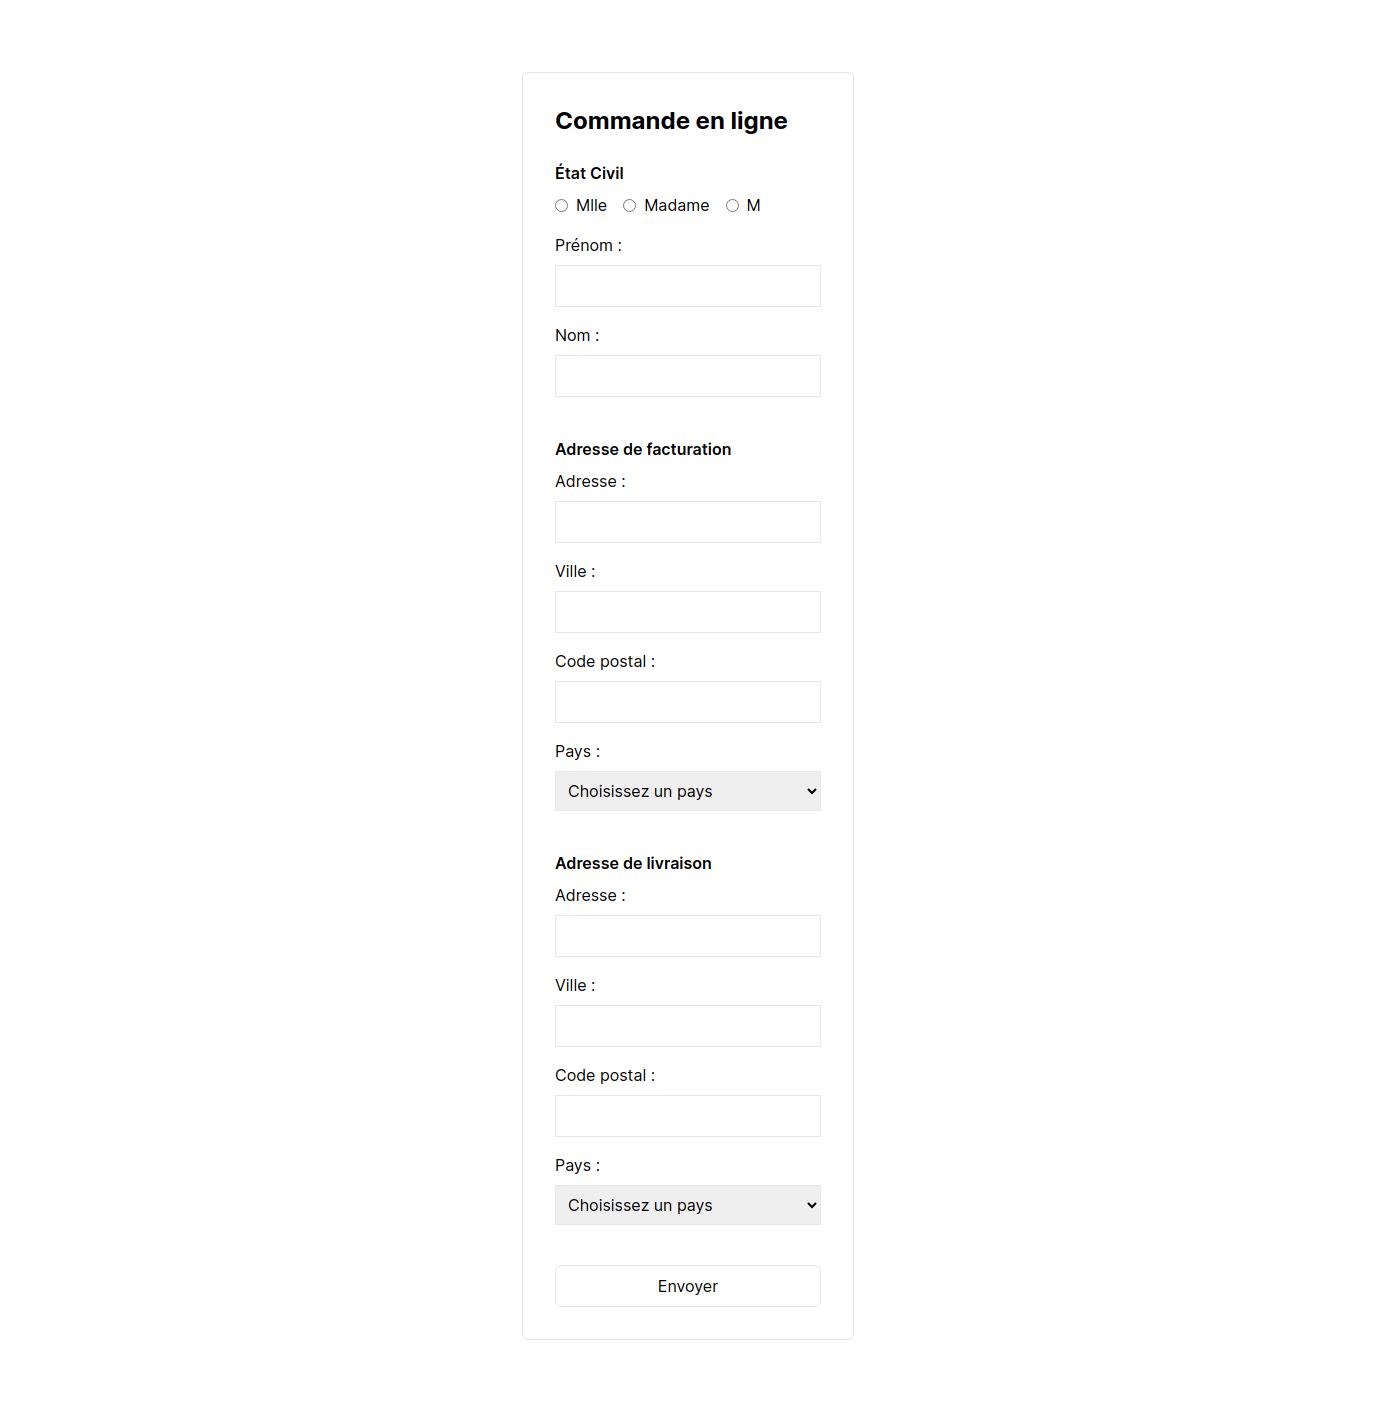 Commande en ligne
État Civil
Mlle Madame M
Prénom :
Nom :
Adresse de facturation
Adresse :
Ville :
Code postal :
Pays :
Choisissez un pays
Adresse de livraison
Adresse :
Ville :
Code postal :
Pays :
Choisissez un pays
Envoyer